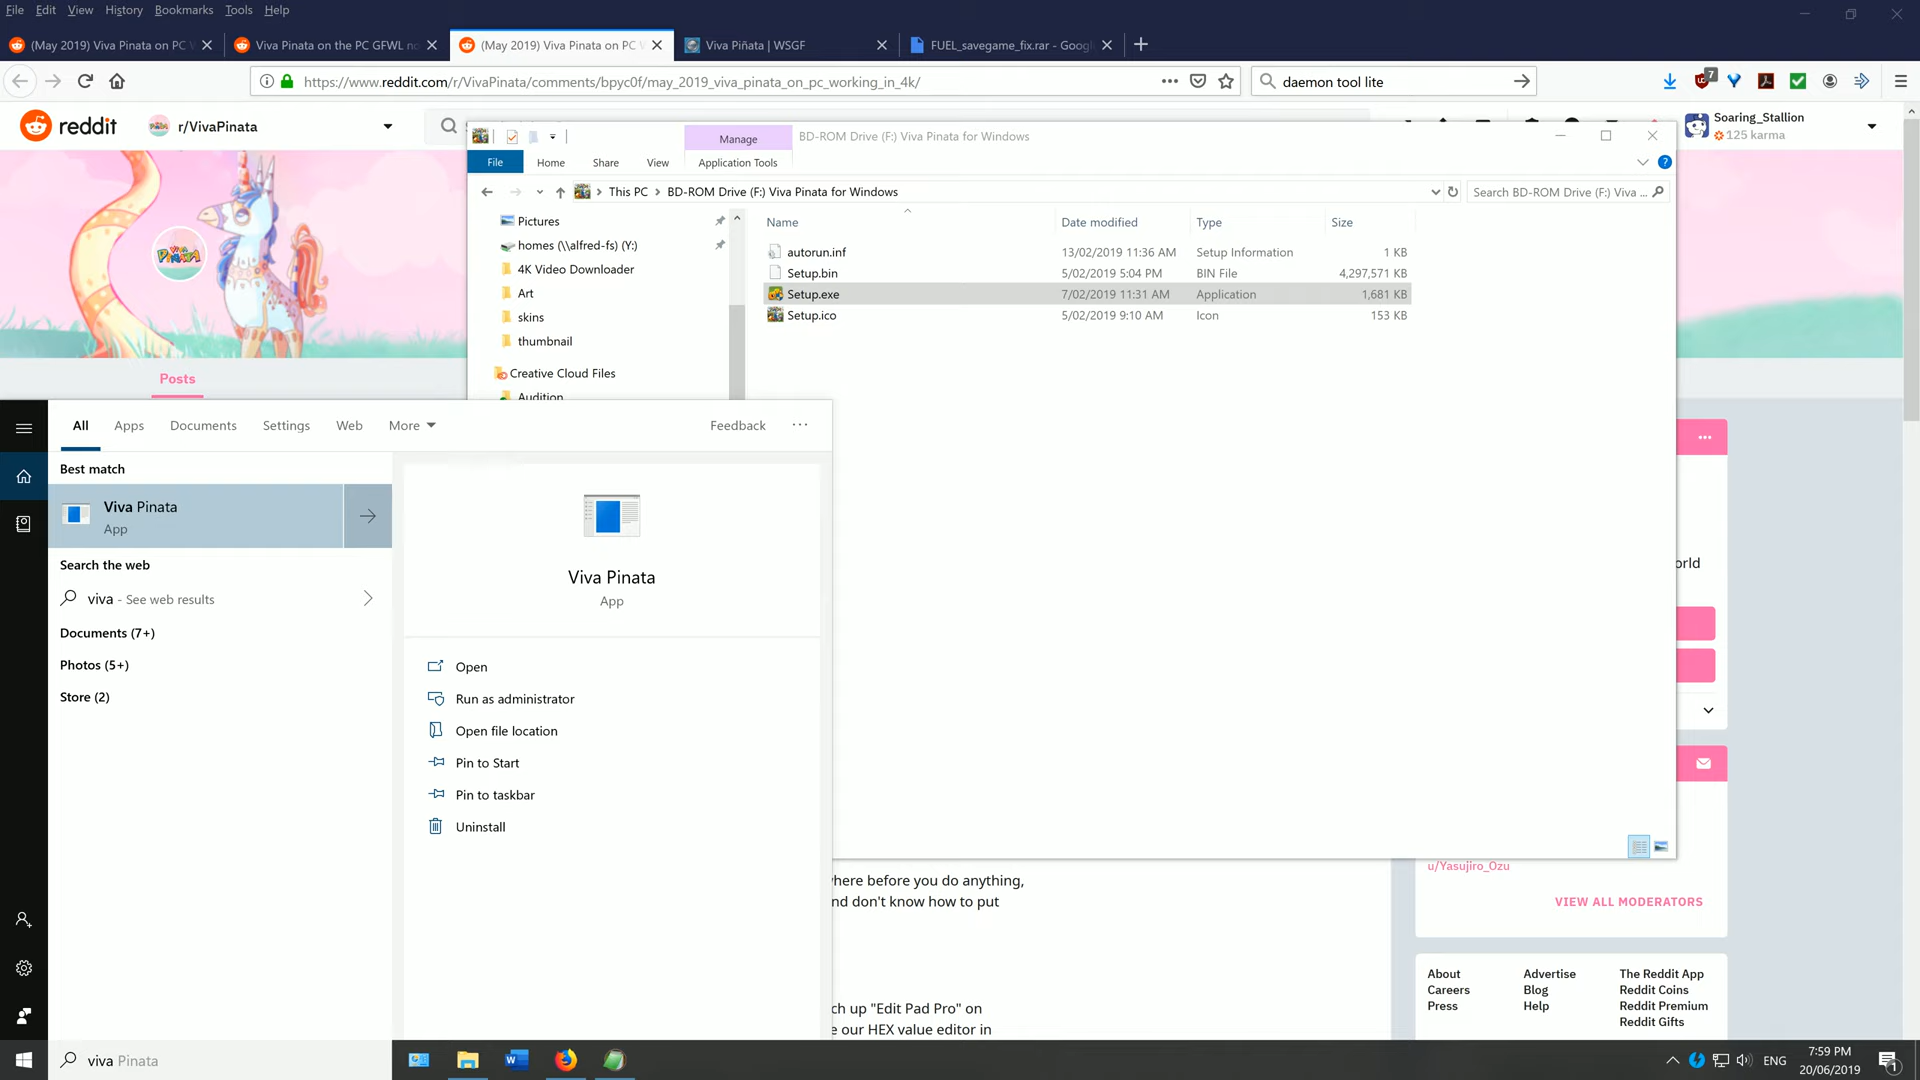 File Edit View History Bookmarks Tools Help
(May 2019) Viva Pinata on PC
Viva Pinata on the PC GFWL no
(May 2019) Viva Pinata on PC
Viva Piñata | WSGF
FUEL_savegame_fix.rar - Goog
https://www.reddit.com/r/VivaPinata/comments/bpyc0f/may_2019_viva_pinata_on_pc_working_in_4k/
daemon tool lite
7
reddit
r/VivaPinata
Soaring_Stallion
125 karma
Manage
BD-ROM Drive (F:) Viva Pinata for Windows
File Home Share View Application Tools
This PC > BD-ROM Drive (F:) Viva Pinata for Windows
Search BD-ROM Drive (F:) Viva ...
Name Date modified Type Size
Pictures
homes (\\alfred-fs) (Y:)
4K Video Downloader
Art
skins
thumbnail
Creative Cloud Files
Audition
autorun.inf 13/02/2019 11:36 AM Setup Information 1 KB
Setup.bin 5/02/2019 5:04 PM BIN File 4,297,571 KB
Setup.exe 7/02/2019 11:31 AM Application 1,681 KB
Setup.ico 5/02/2019 9:10 AM Icon 153 KB
VIVA PIÑATA
Posts
All Apps Documents Settings Web More Feedback ...
Best match
Viva Pinata
App
Search the web
viva - See web results
Documents (7+)
Photos (5+)
Store (2)
Viva Pinata
App
Open
Run as administrator
Open file location
Pin to Start
Pin to taskbar
Uninstall
orld
u/Yasujiro_Ozu
VIEW ALL MODERATORS
here before you do anything,
nd don't know how to put
ch up "Edit Pad Pro" on
e our HEX value editor in
About Advertise The Reddit App
Careers Blog Reddit Coins
Press Help Reddit Premium
Reddit Gifts
viva Pinata
ENG
7:59 PM
20/06/2019
1